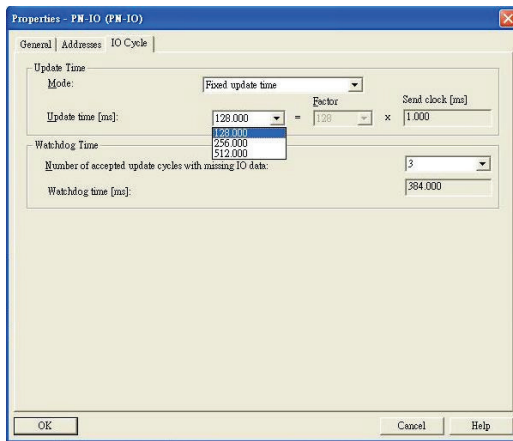 Properties - PN-IO (PN-IO)
General Addresses IO Cycle
Update Time
Mode: Fixed update time
Factor Send clock [ms]
Update time [ms]: 128.000 = 128 x 1.000
128.000
256.000
512.000
Watchdog Time
Number of accepted update cycles with missing IO data: 3
Watchdog time [ms]: 384.000
OK Cancel Help